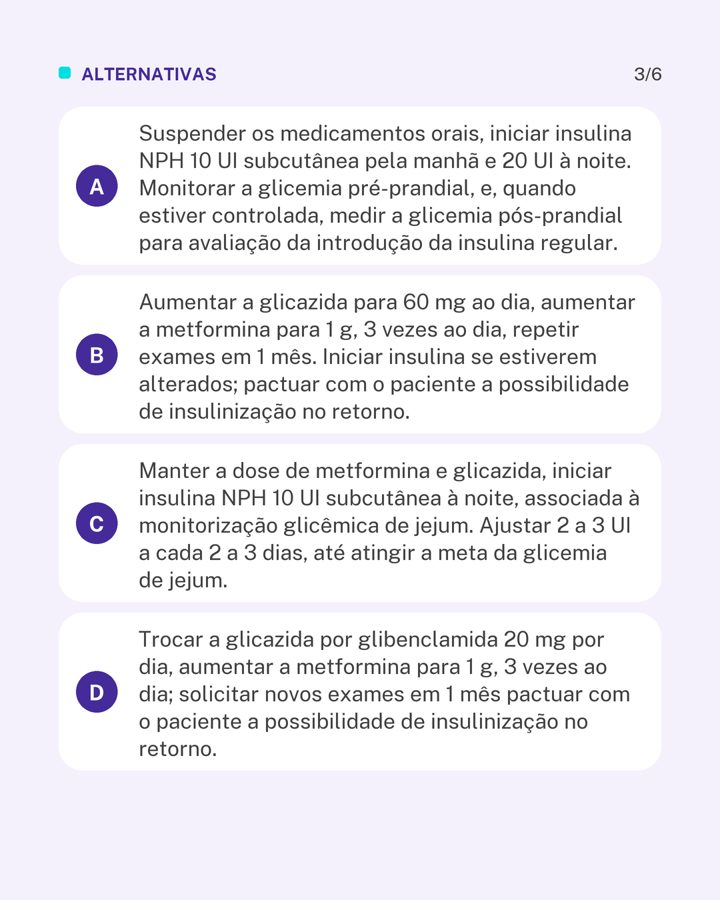 ALTERNATIVAS
3/6
A
Suspender os medicamentos orais, iniciar insulina
NPH 10 UI subcutânea pela manhã e 20 UI à noite.
Monitorar a glicemia pré-prandial, e, quando
estiver controlada, medir a glicemia pós-prandial
para avaliação da introdução da insulina regular.
B
Aumentar a glicazida para 60 mg ao dia, aumentar
a metformina para 1 g, 3 vezes ao dia, repetir
exames em 1 mês. Iniciar insulina se estiverem
alterados; pactuar com o paciente a possibilidade
de insulinização no retorno.
C
Manter a dose de metformina e glicazida, iniciar
insulina NPH 10 UI subcutânea à noite, associada à
monitorização glicêmica de jejum. Ajustar 2 a 3 UI
a cada 2 a 3 dias, até atingir a meta da glicemia
de jejum.
D
Trocar a glicazida por glibenclamida 20 mg por
dia, aumentar a metformina para 1 g, 3 vezes ao
dia; solicitar novos exames em 1 mês pactuar com
o paciente a possibilidade de insulinização no
retorno.